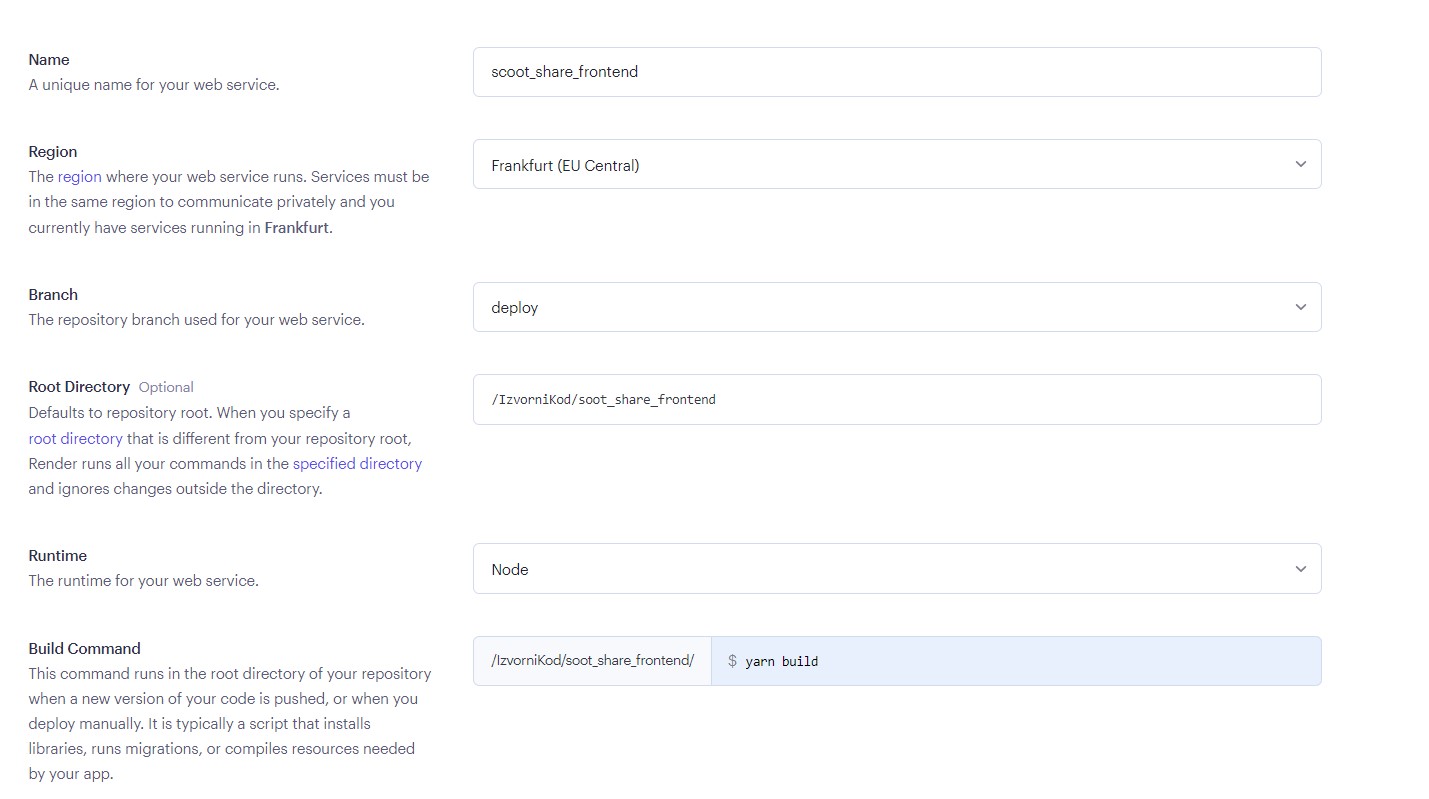 Name
A unique name for your web service.
scoot_share_frontend
Region
The region where your web service runs. Services must be
in the same region to communicate privately and you
currently have services running in Frankfurt.
Frankfurt (EU Central)
Branch
The repository branch used for your web service.
deploy
Root Directory Optional
Defaults to repository root. When you specify a
root directory that is different from your repository root,
Render runs all your commands in the specified directory
and ignores changes outside the directory.
/IzvorniKod/soot_share_frontend
Runtime
The runtime for your web service.
Node
Build Command
This command runs in the root directory of your repository
when a new version of your code is pushed, or when you
deploy manually. It is typically a script that installs
libraries, runs migrations, or compiles resources needed
by your app.
/IzvorniKod/soot_share_frontend/ $ yarn build